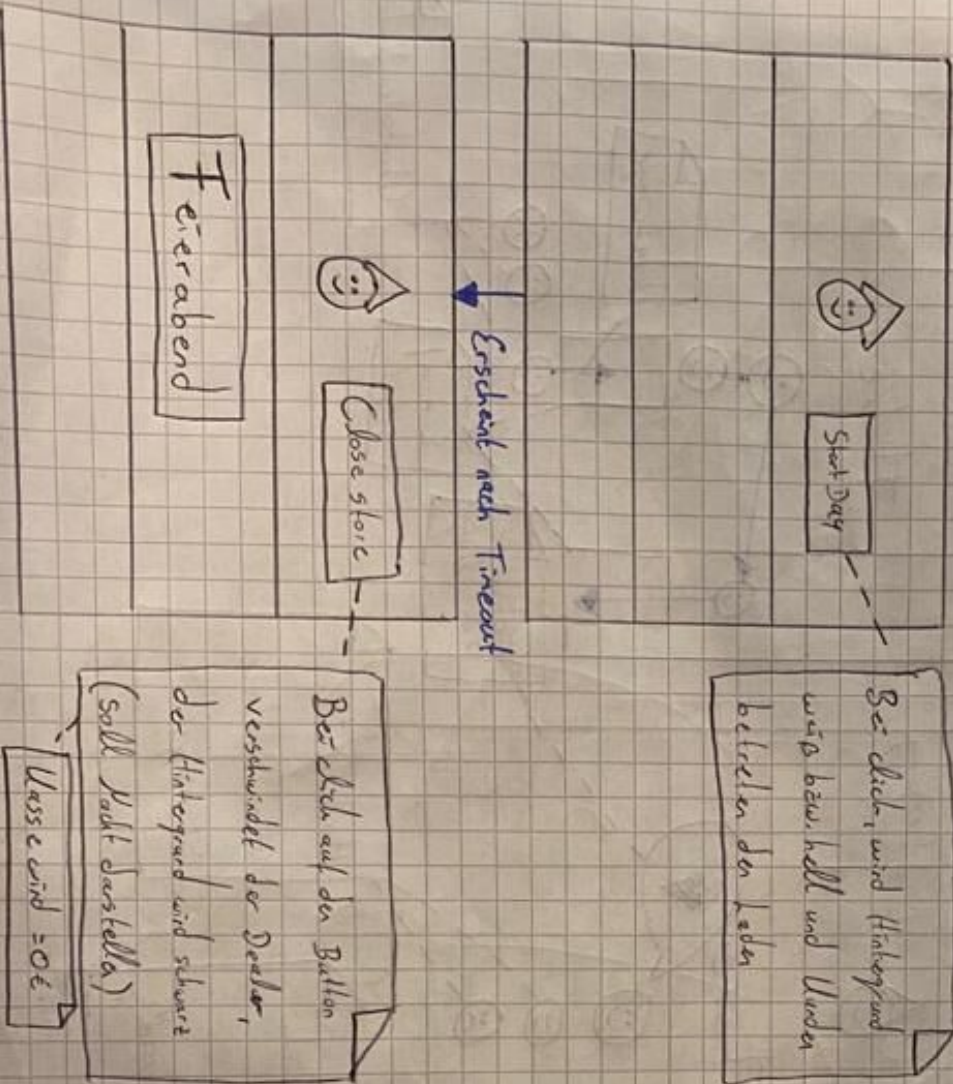 Start Day
Bei click, wird Hintergrund
weiß bzw. hell und Kunden
betreten den Laden
Erscheint nach Timeout
Close store
Feierabend
Bei click auf den Button
verschwindet der Dealer,
der Hintergrund wird schwarz
(soll Nacht darstellen)
Kasse wird = 0€